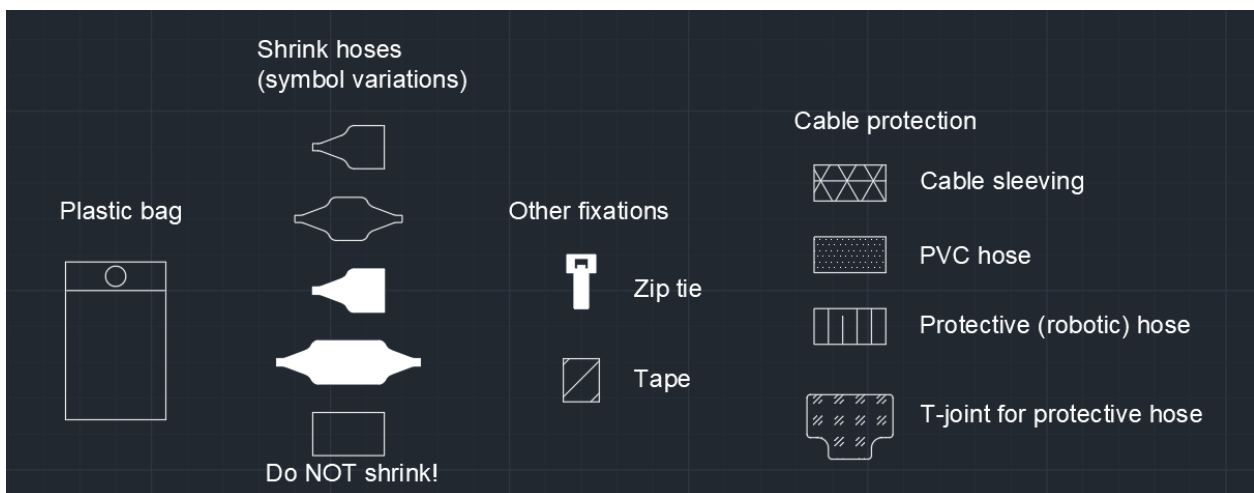 Shrink hoses
(symbol variations)
Cable protection
Cable sleeving
Plastic bag
Other fixations
PVC hose
Zip tie
Protective (robotic) hose
Tape
T-joint for protective hose
Do NOT shrink!